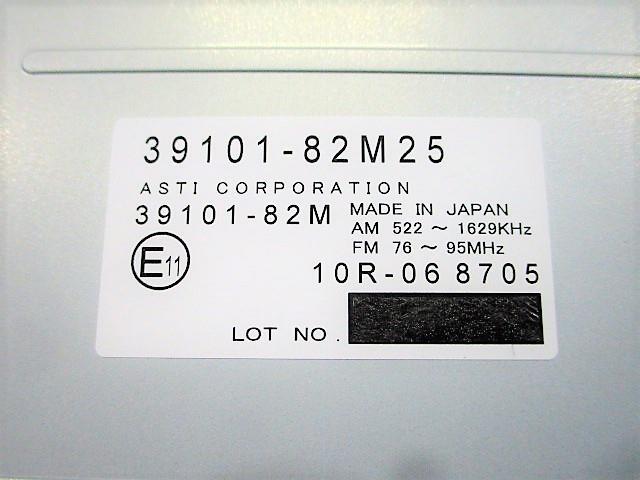 39101-82M25
ASTI CORPORATION
39101-82M
MADE IN JAPAN
AM 522 ～ 1629KHz
FM 76 ～ 95MHz
E11
10R-06 8705
LOT NO.